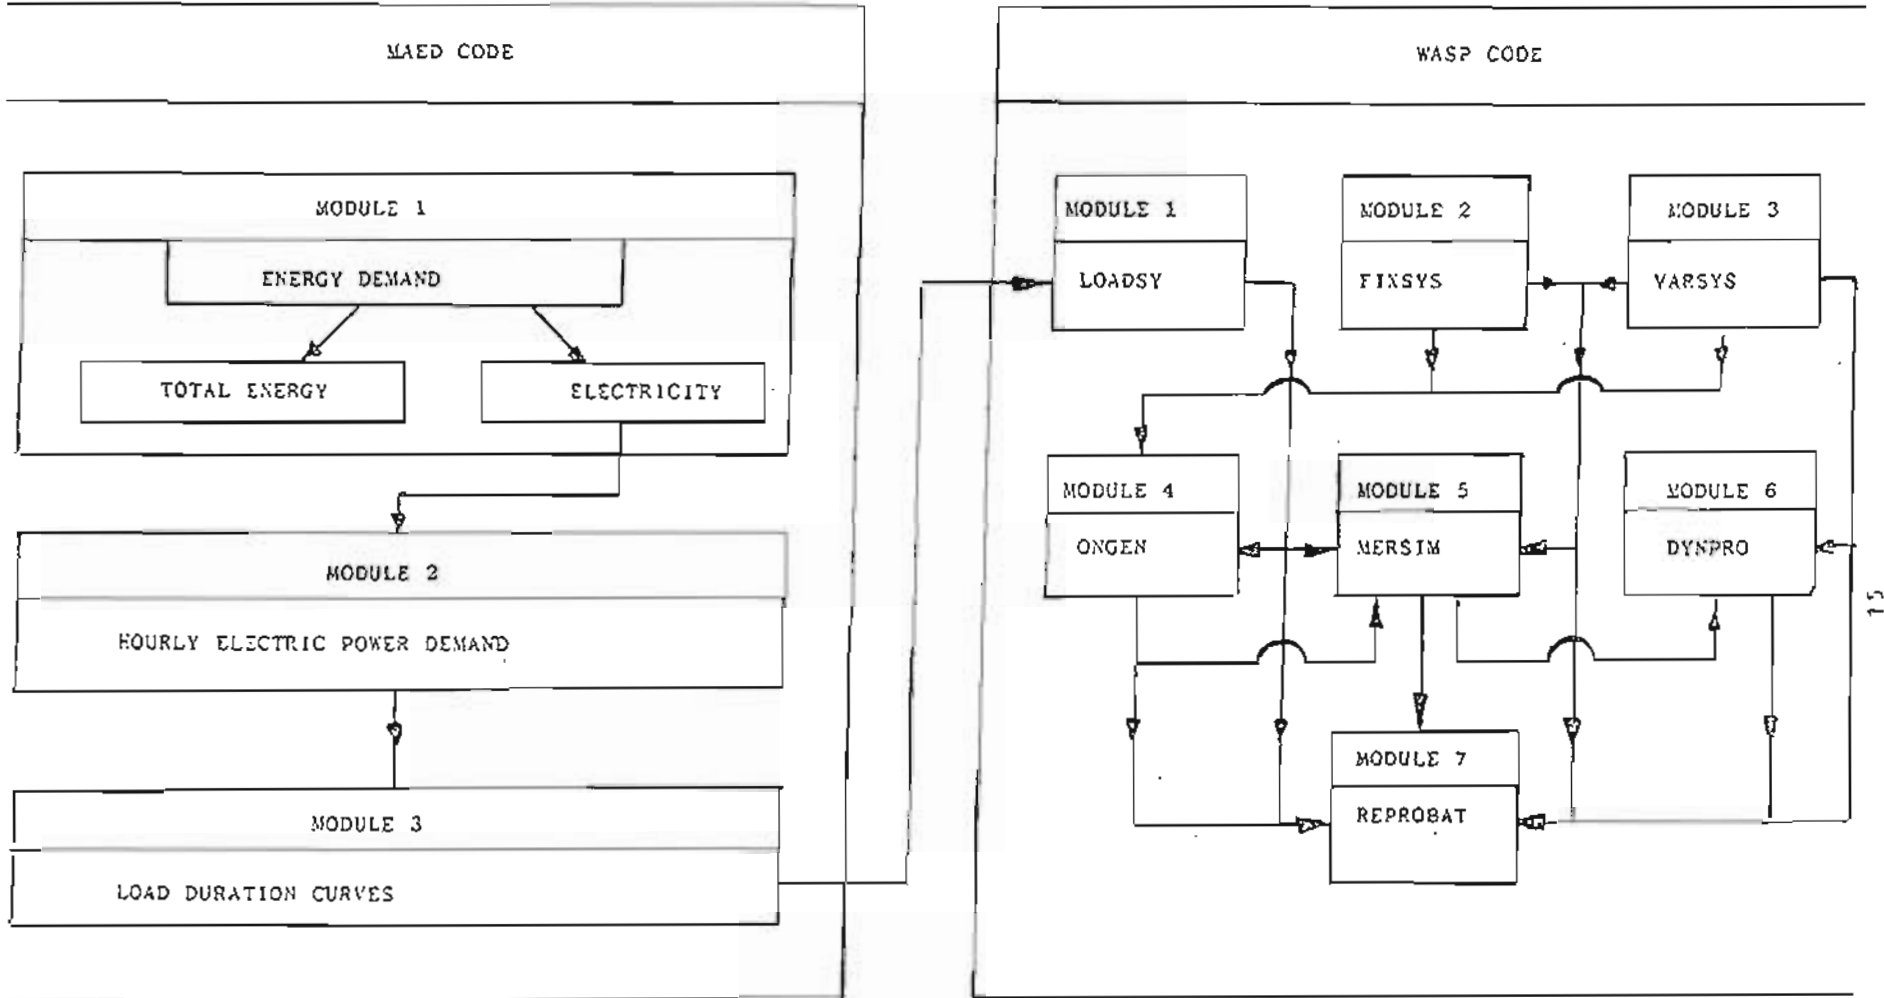 MAED CODE
MODULE 1
ENERGY DEMAND
TOTAL ENERGY
ELECTRICITY
MODULE 2
HOURLY ELECTRIC POWER DEMAND
MODULE 3
LOAD DURATION CURVES
WASP CODE
MODULE 1
LOADSY
MODULE 2
FIXSYS
MODULE 3
VARSYS
MODULE 4
ONGEN
MODULE 5
MERSIM
MODULE 6
DYNPRO
MODULE 7
REPROBAT
15